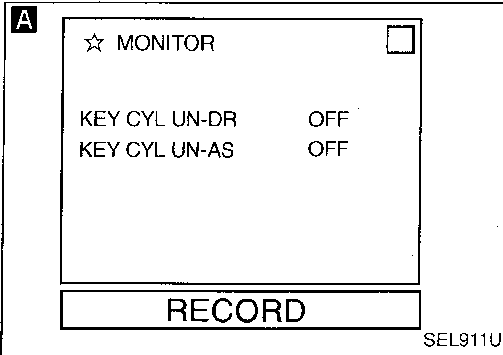 A
☆ MONITOR
KEY CYL UN-DR OFF
KEY CYL UN-AS OFF
RECORD
SEL911U